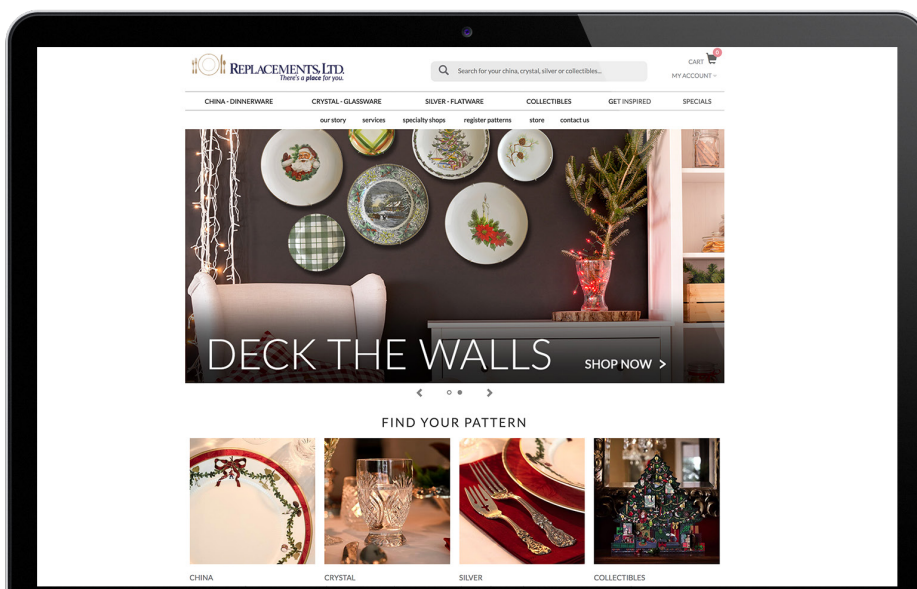 REPLACEMENTS, LTD.
There's a place for you.
Search for your china, crystal, silver or collectibles...
CART 0
MY ACCOUNT
CHINA - DINNERWARE CRYSTAL - GLASSWARE SILVER - FLATWARE COLLECTIBLES GET INSPIRED SPECIALS
our story services specialty shops register patterns store contact us
DECK THE WALLS SHOP NOW >
FIND YOUR PATTERN
CHINA CRYSTAL SILVER COLLECTIBLES